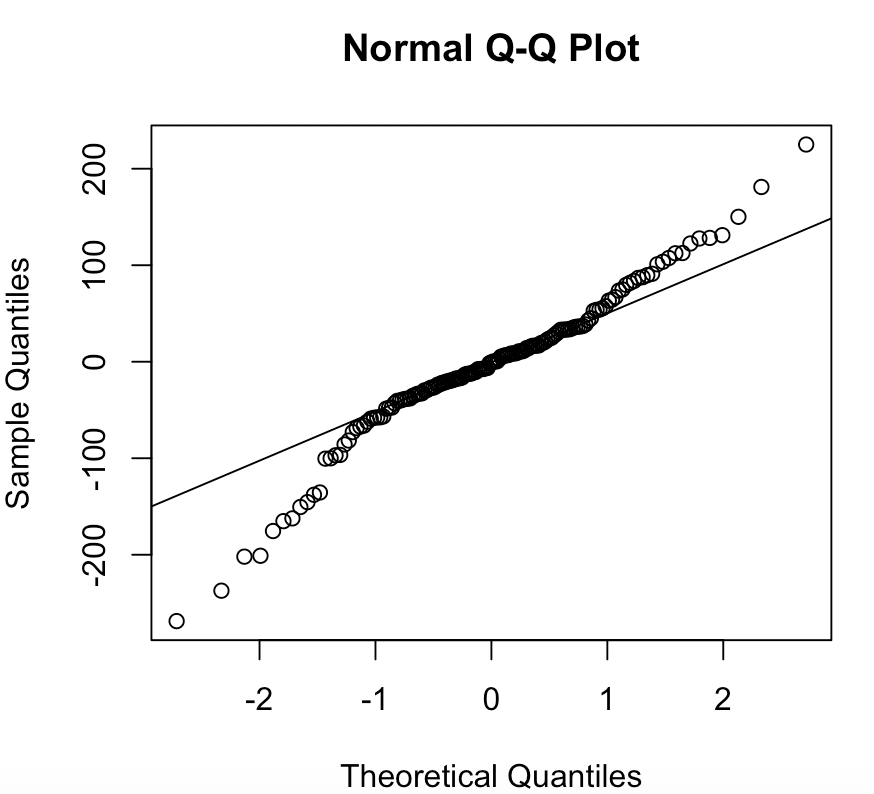 Normal Q-Q Plot
200
100
0
-100
-200
Sample Quantiles
-2 -1 0 1 2
Theoretical Quantiles